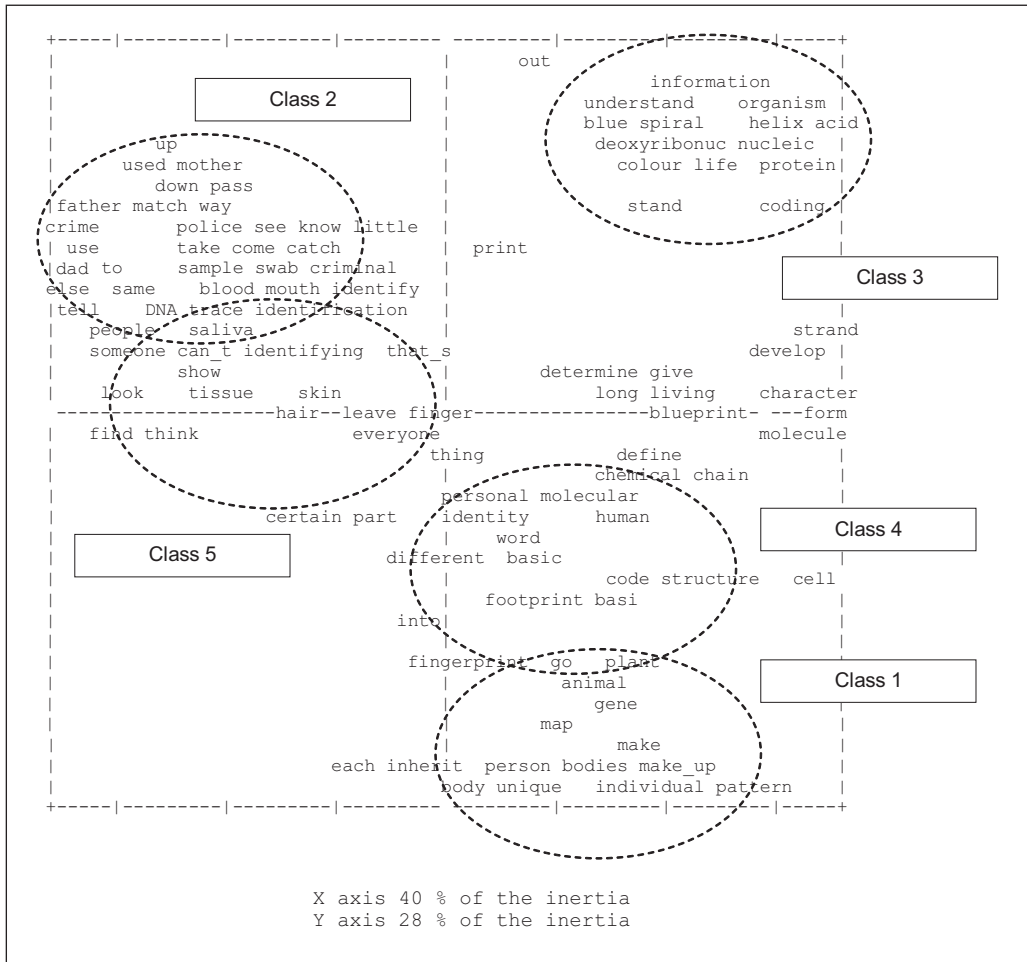 out
information
Class 2
understand organism
blue spiral helix acid
up deoxyribonuc nucleic
used mother colour life protein
down pass
father match way stand coding
crime police see know little
use take come catch print
dad to sample swab criminal
Class 3
else same blood mouth identify
tell DNA trace identification
people saliva strand
someone can_t identifying that_s develop
show determine give
look tissue skin long living character
hair--leave finger blueprint- ---form
find think everyone molecule
thing define
chemical chain
personal molecular
certain part identity human
Class 4
word
Class 5
different basic
code structure cell
footprint basi
into
fingerprint go plant
Class 1
animal
gene
map
make
each inherit person bodies make_up
body unique individual pattern
X axis 40 % of the inertia
Y axis 28 % of the inertia